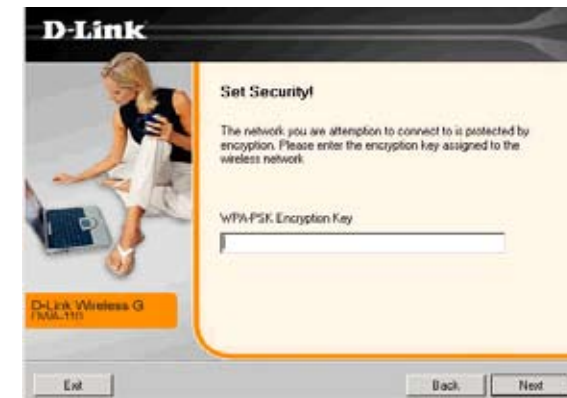 D-Link
Set Security!
The network you are attemption to connect to is protected by
encryption. Please enter the encryption key assigned to the
wireless network
WPA-PSK Encryption Key
D-Link Wireless G
Exit
Back
Next